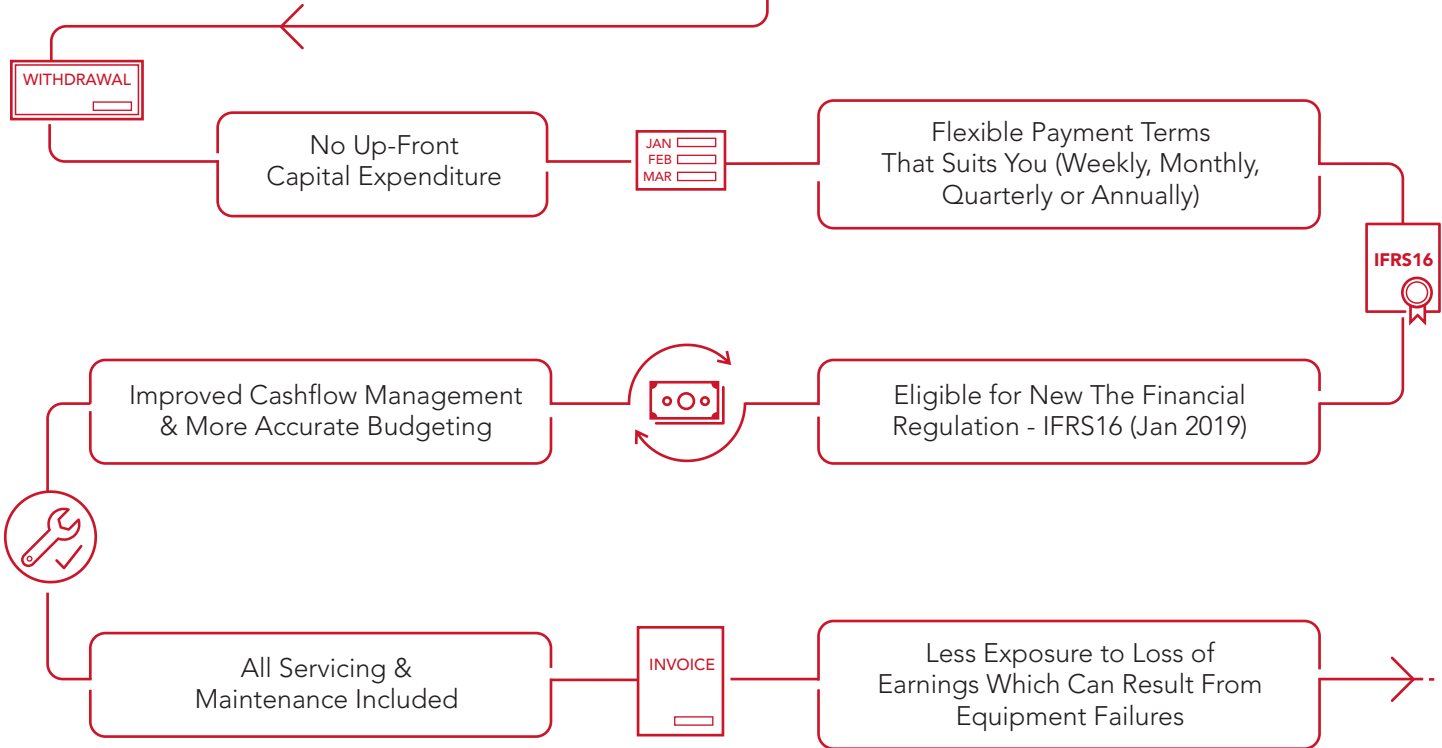 WITHDRAWAL
No Up-Front
Capital Expenditure
JAN
FEB
MAR
Flexible Payment Terms
That Suits You (Weekly, Monthly,
Quarterly or Annually)
IFRS16
Eligible for New The Financial
Regulation - IFRS16 (Jan 2019)
Improved Cashflow Management
& More Accurate Budgeting
All Servicing &
Maintenance Included
INVOICE
Less Exposure to Loss of
Earnings Which Can Result From
Equipment Failures